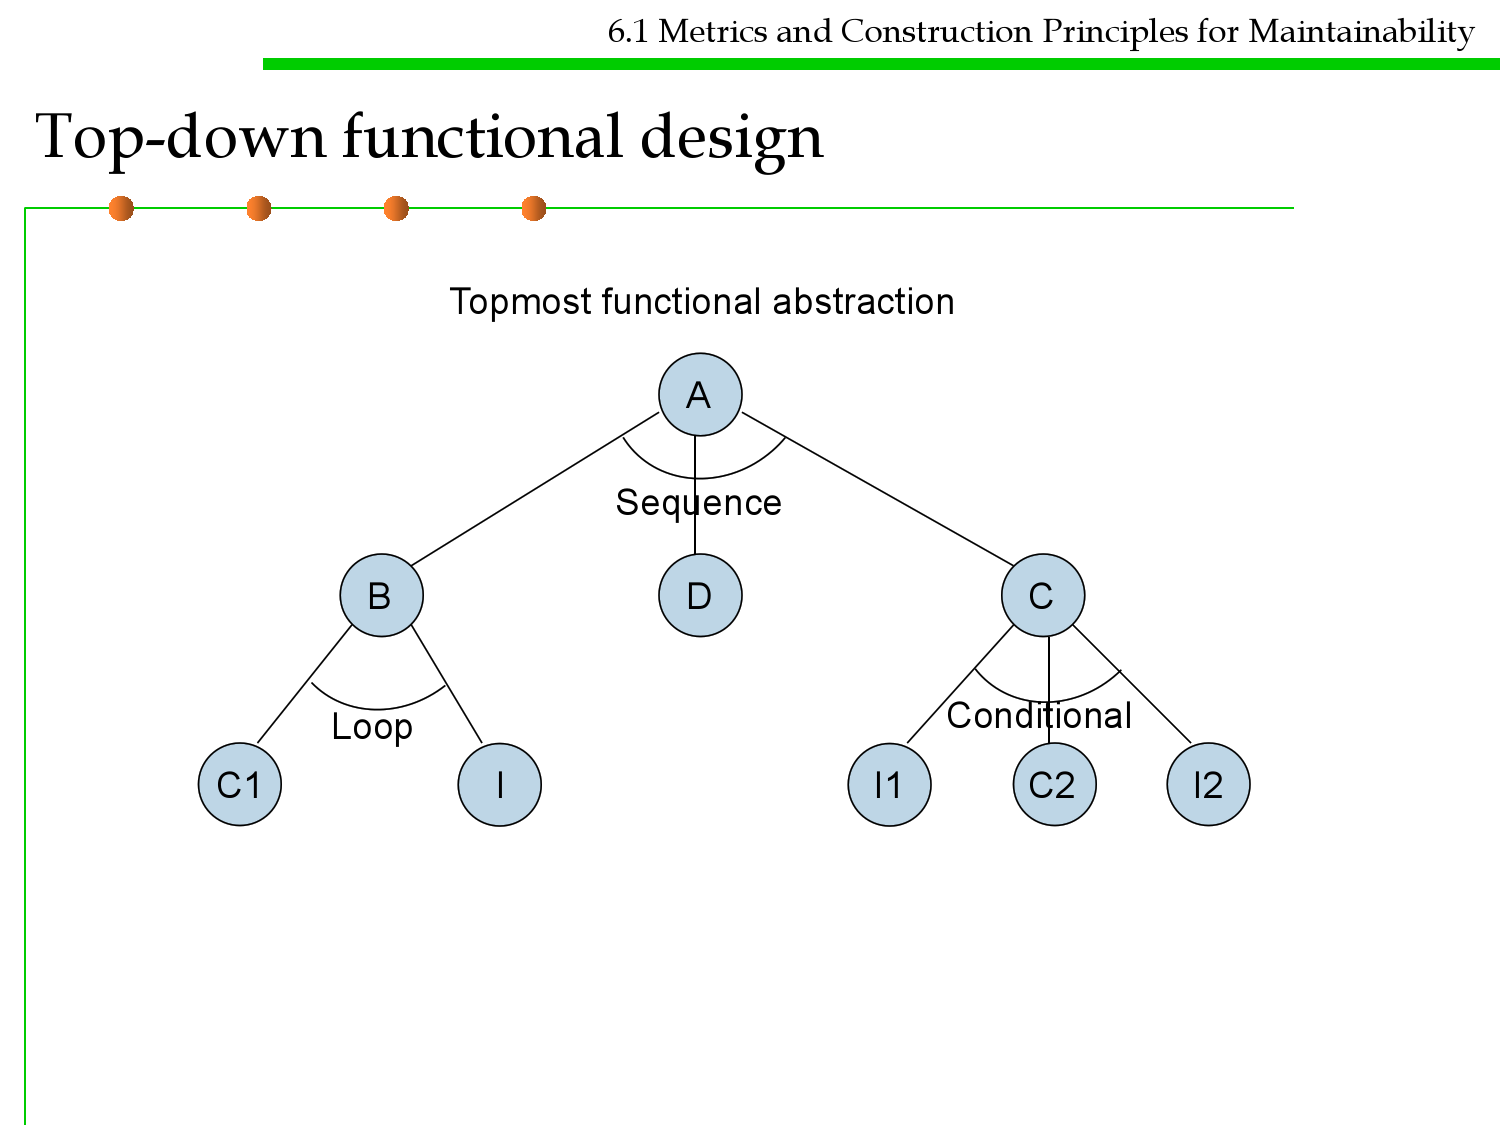 6.1 Metrics and Construction Principles for Maintainability
Top-down functional design
Topmost functional abstraction
A
Sequence
B
D
C
Loop
Conditional
C1
I
I1
C2
I2